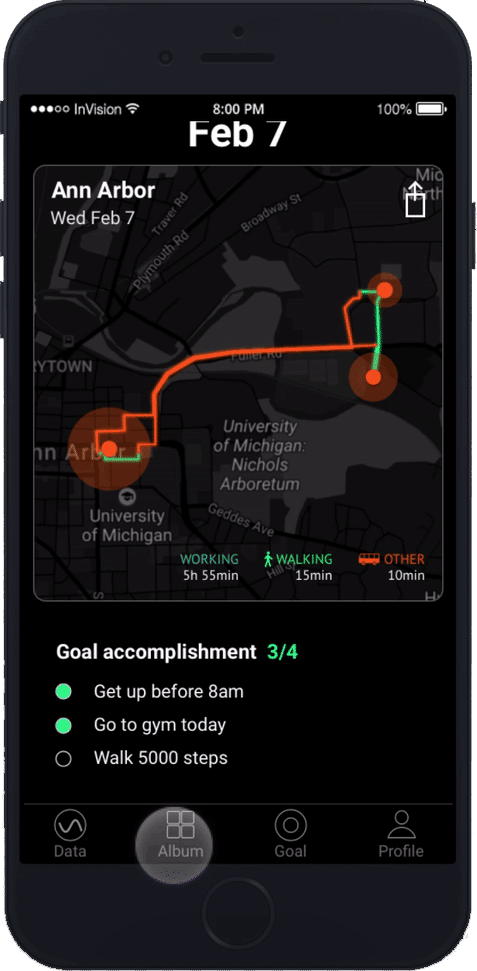 InVision 8:00 PM 100%
Feb 7
Ann Arbor
Wed Feb 7
Travel Rd
Broadway St
Plymouth Rd
Fuller Rd
RYTOWN
University
of Michigan:
Nichols
Arboretum
nn Arbor
University
of Michigan
Geddes Ave
WORKING WALKING OTHER
5h 55min 15min 10min
Goal accomplishment 3/4
Get up before 8am
Go to gym today
Walk 5000 steps
Data Album Goal Profile